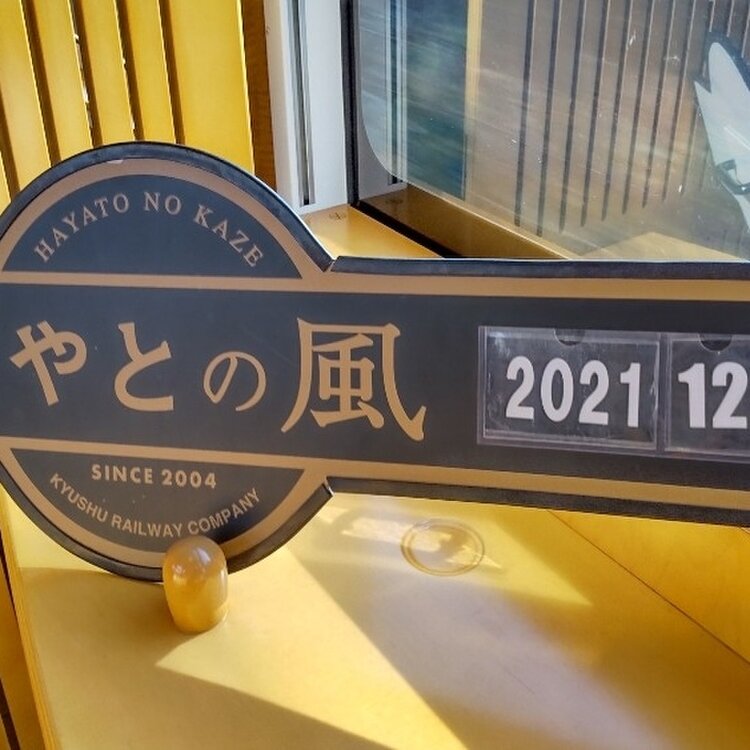 HAYATO NO KAZE
やとの風
2021 12
SINCE 2004
KYUSHU RAILWAY COMPANY